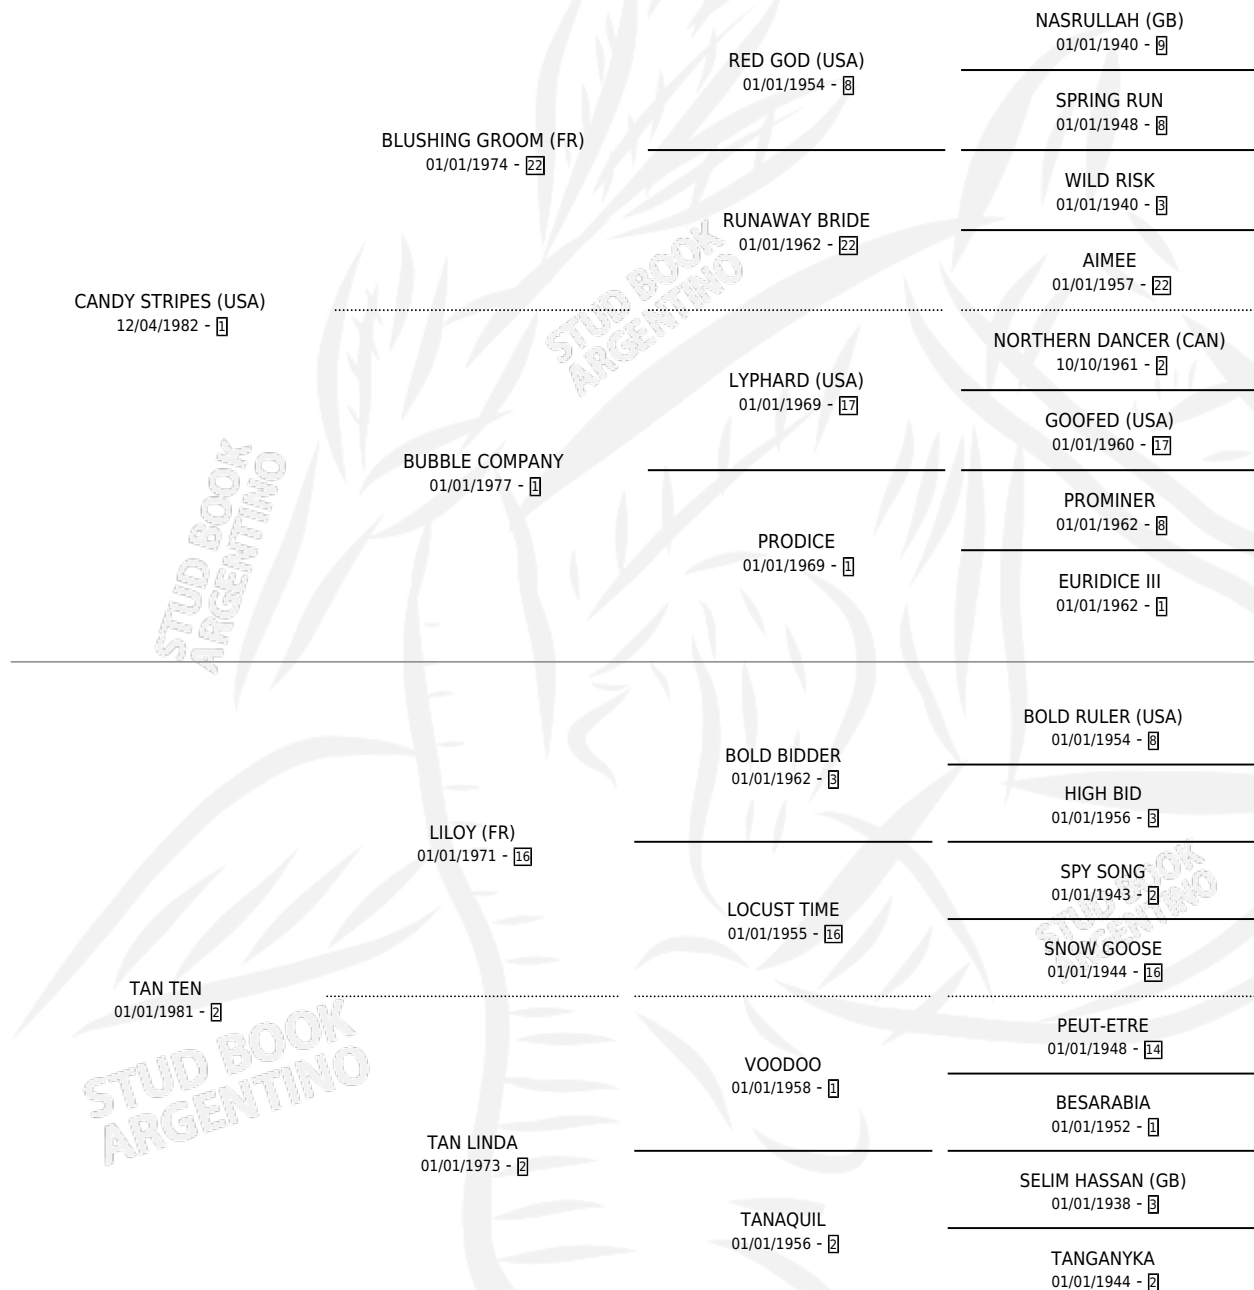 NASRULLAH (GB)
01/01/1940 - 9
RED GOD (USA)
01/01/1954 - 8
SPRING RUN
01/01/1948 - 8
BLUSHING GROOM (FR)
01/01/1974 - 22
WILD RISK
01/01/1940 - 3
RUNAWAY BRIDE
01/01/1962 - 22
AIMEE
01/01/1957 - 22
CANDY STRIPES (USA)
12/04/1982 - 1
NORTHERN DANCER (CAN)
10/10/1961 - 2
LYPHARD (USA)
01/01/1969 - 17
GOOFED (USA)
01/01/1960 - 17
BUBBLE COMPANY
01/01/1977 - 1
PROMINER
01/01/1962 - 8
PRODICE
01/01/1969 - 1
EURIDICE III
01/01/1962 - 1
BOLD RULER (USA)
01/01/1954 - 8
BOLD BIDDER
01/01/1962 - 3
HIGH BID
01/01/1956 - 3
LILOY (FR)
01/01/1971 - 16
SPY SONG
01/01/1943 - 2
LOCUST TIME
01/01/1955 - 16
SNOW GOOSE
01/01/1944 - 16
TAN TEN
01/01/1981 - 2
PEUT-ETRE
01/01/1948 - 14
VOODOO
01/01/1958 - 1
BESARABIA
01/01/1952 - 1
TAN LINDA
01/01/1973 - 2
SELIM HASSAN (GB)
01/01/1938 - 3
TANAQUIL
01/01/1956 - 2
TANGANYKA
01/01/1944 - 2
STUD BOOK
ARGENTINO
STUD BOOK
ARGENTINO
STUD BOOK
ARGENTINO
STUD BOOK
ARGENTINO